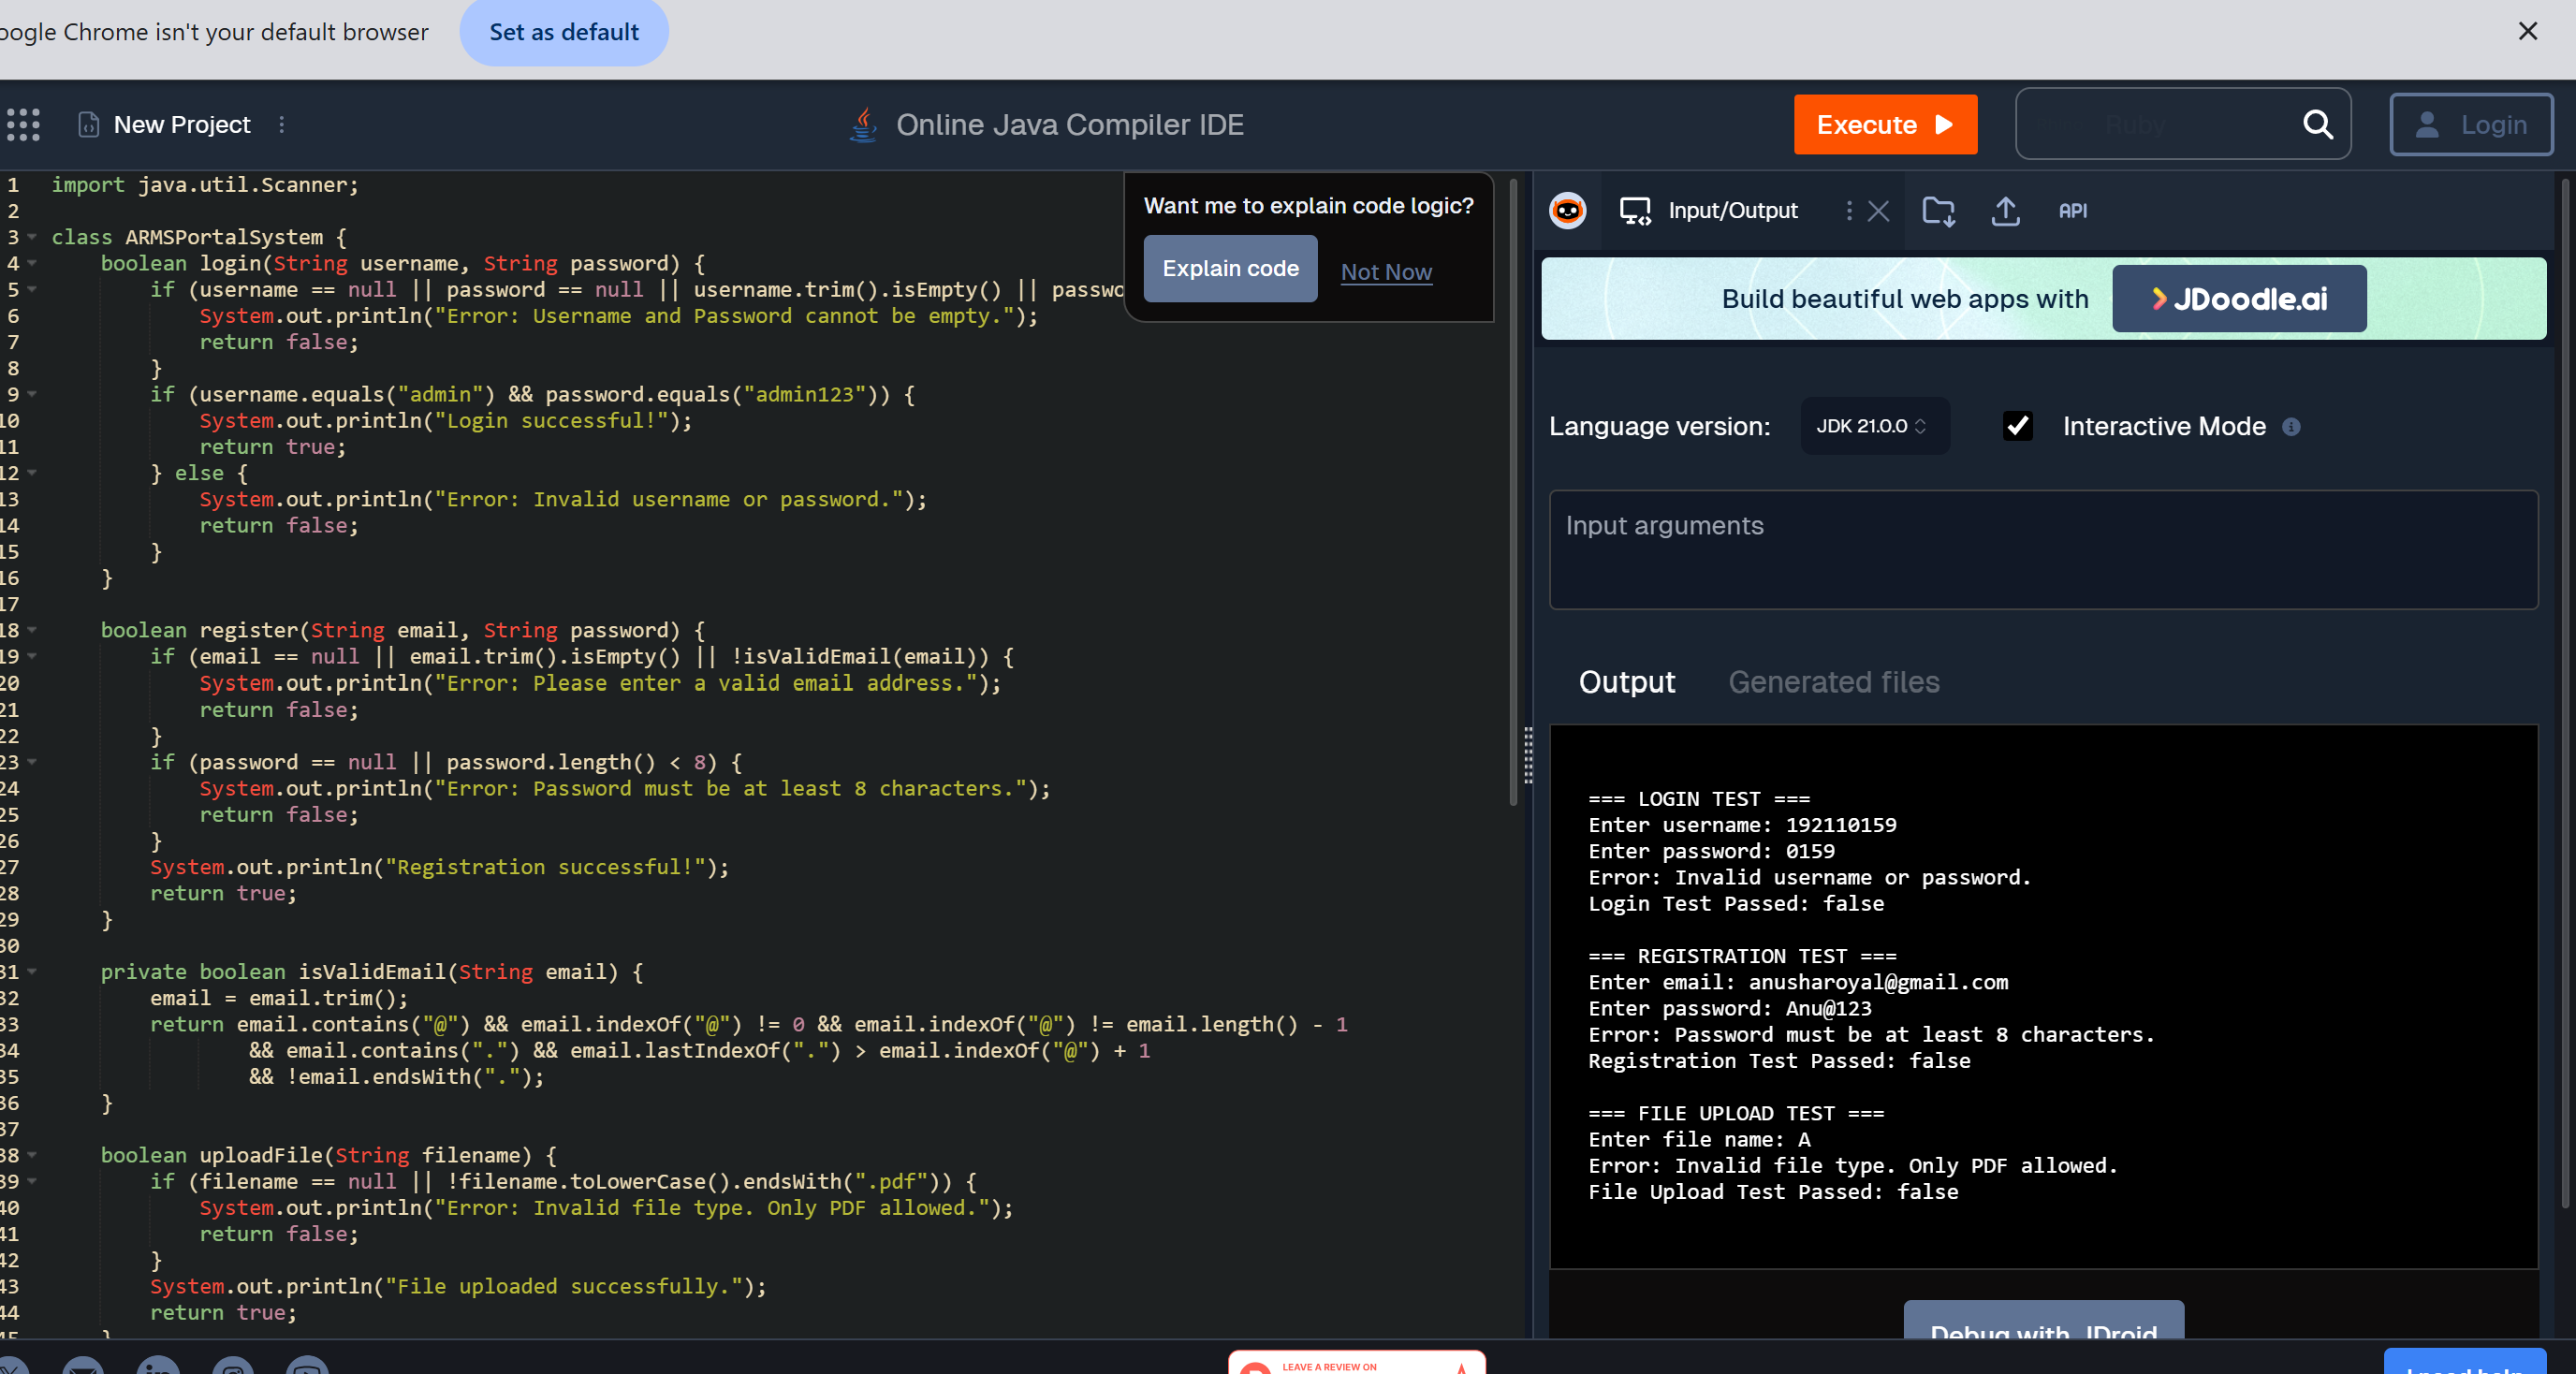 oogle Chrome isn't your default browser
Set as default
New Project
Online Java Compiler IDE
Execute
Ruby
Login
1 import java.util.Scanner;
2
3 class ARMSPortalSystem {
4 boolean login(String username, String password) {
5 if (username == null || password == null || username.trim().isEmpty() || passwo
6 System.out.println("Error: Username and Password cannot be empty.");
7 return false;
8 }
9 if (username.equals("admin") && password.equals("admin123")) {
10 System.out.println("Login successful!");
11 return true;
12 } else {
13 System.out.println("Error: Invalid username or password.");
14 return false;
15 }
16 }
17
18 boolean register(String email, String password) {
19 if (email == null || email.trim().isEmpty() || !isValidEmail(email)) {
20 System.out.println("Error: Please enter a valid email address.");
21 return false;
22 }
23 if (password == null || password.length() < 8) {
24 System.out.println("Error: Password must be at least 8 characters.");
25 return false;
26 }
27 System.out.println("Registration successful!");
28 return true;
29 }
30
31 private boolean isValidEmail(String email) {
32 email = email.trim();
33 return email.contains("@") && email.indexOf("@") != 0 && email.indexOf("@") != email.length() - 1
34 && email.contains(".") && email.lastIndexOf(".") > email.indexOf("@") + 1
35 && !email.endsWith(".");
36 }
37
38 boolean uploadFile(String filename) {
39 if (filename == null || !filename.toLowerCase().endsWith(".pdf")) {
40 System.out.println("Error: Invalid file type. Only PDF allowed.");
41 return false;
42 }
43 System.out.println("File uploaded successfully.");
44 return true;
45 }
Want me to explain code logic?
Explain code
Not Now
Input/Output
API
Build beautiful web apps with
JDoodle.ai
Language version:
JDK 21.0.0
Interactive Mode
Input arguments
Output
Generated files
=== LOGIN TEST ===
Enter username: 192110159
Enter password: 0159
Error: Invalid username or password.
Login Test Passed: false
=== REGISTRATION TEST ===
Enter email: anusharoyal@gmail.com
Enter password: Anu@123
Error: Password must be at least 8 characters.
Registration Test Passed: false
=== FILE UPLOAD TEST ===
Enter file name: A
Error: Invalid file type. Only PDF allowed.
File Upload Test Passed: false
Debug with JDroid
LEAVE A REVIEW ON
I need help